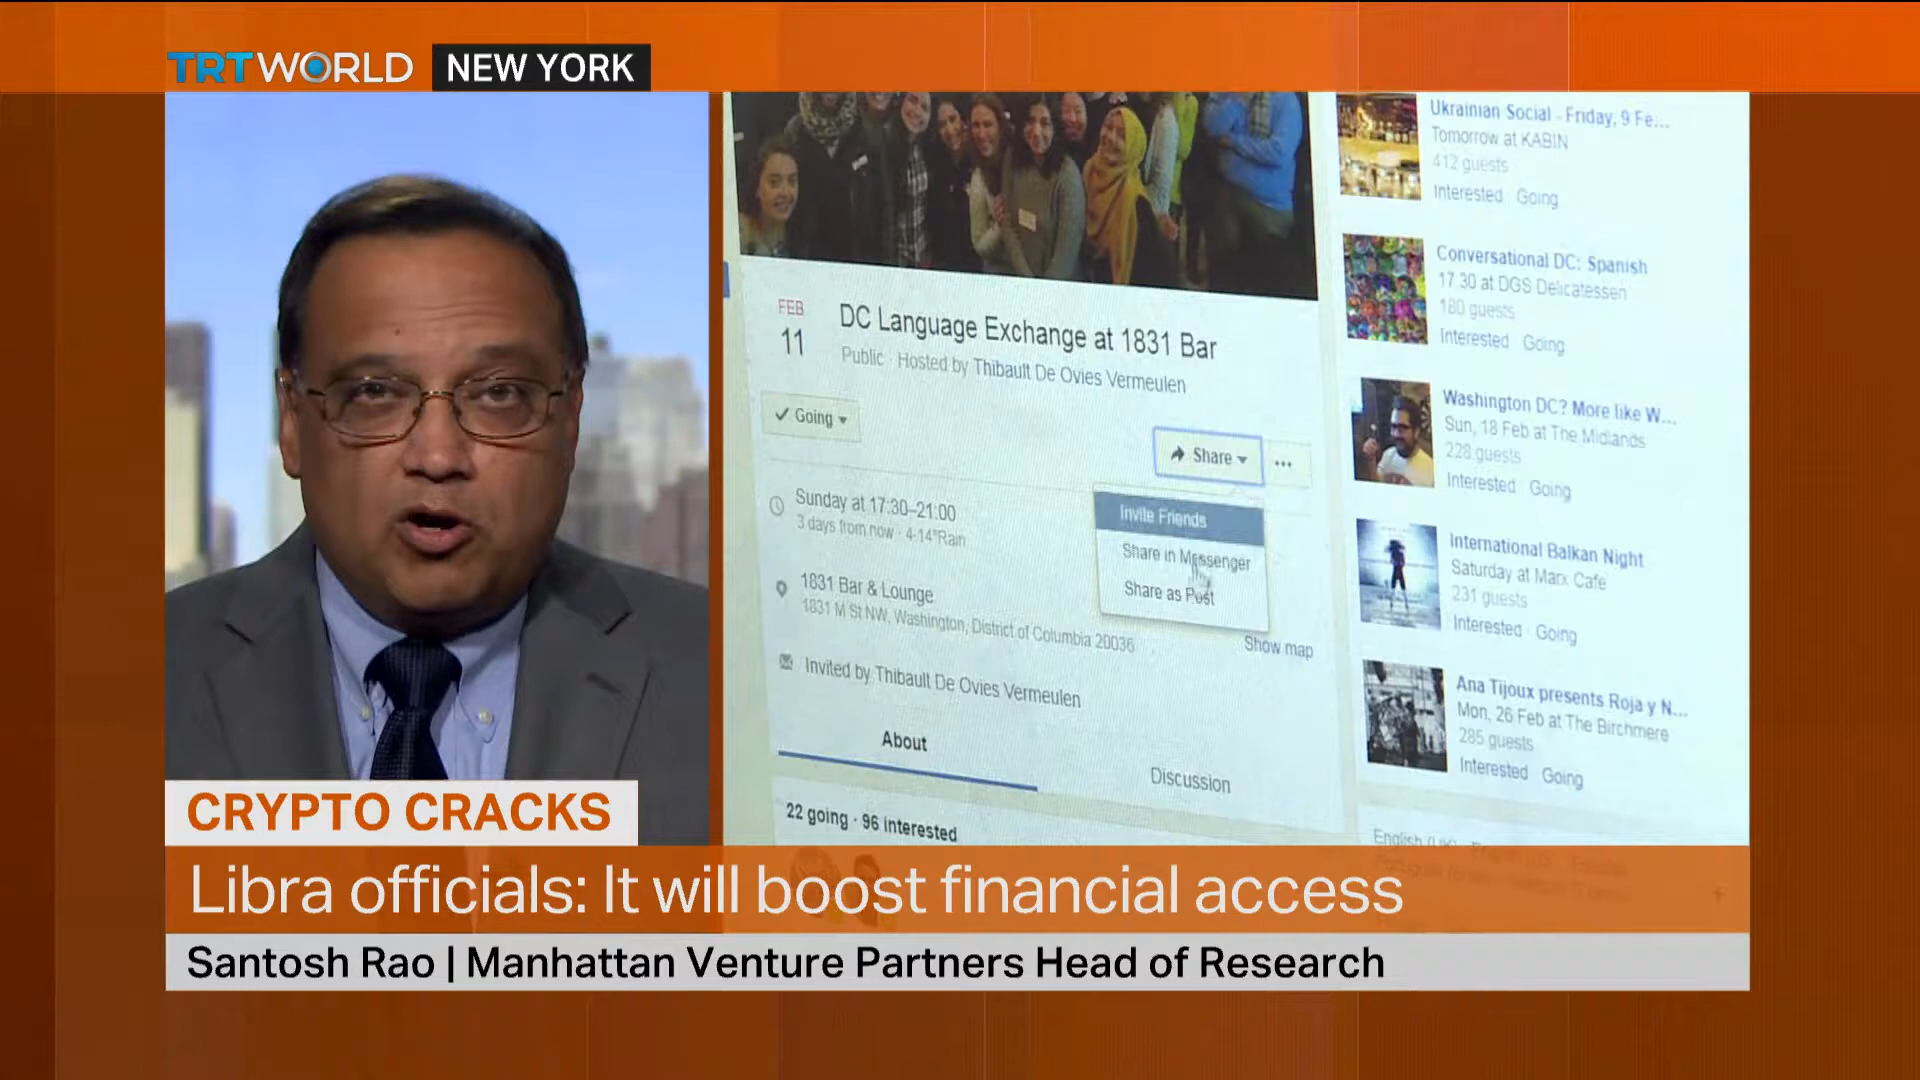 TRT WORLD NEW YORK
FEB
11
DC Language Exchange at 1831 Bar
Public · Hosted by Thibault De Ovies Vermeulen
Going
Share
...
Invite Friends
Share in Messenger
Share as Post
Sunday at 17:30–21:00
3 days from now · 4-14°Rain
1831 Bar & Lounge
1831 M St NW, Washington, District of Columbia 20036
Show map
Invited by Thibault De Ovies Vermeulen
About
Discussion
22 going · 96 interested
Ukrainian Social - Friday, 9 Fe...
Tomorrow at KABIN
412 guests
Interested Going
Conversational DC: Spanish
17:30 at DGS Delicatessen
180 guests
Interested Going
Washington DC? More like W...
Sun, 18 Feb at The Midlands
228 guests
Interested Going
International Balkan Night
Saturday at Marx Cafe
231 guests
Interested · Going
Ana Tijoux presents Roja y N...
Mon, 26 Feb at The Birchmere
285 guests
Interested Going
English (UK)
CRYPTO CRACKS
Libra officials: It will boost financial access
Santosh Rao | Manhattan Venture Partners Head of Research